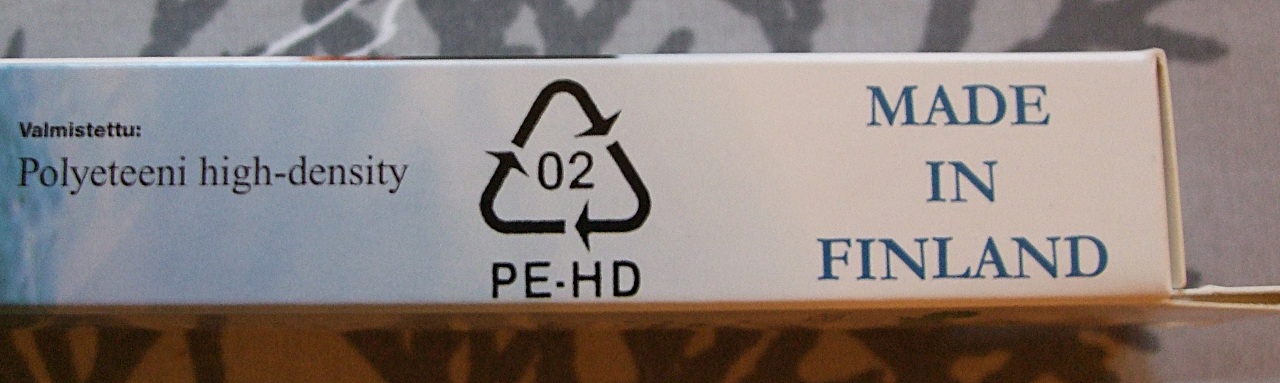 Valmistettu:
Polyeteeni high-density
02
PE-HD
MADE
IN
FINLAND